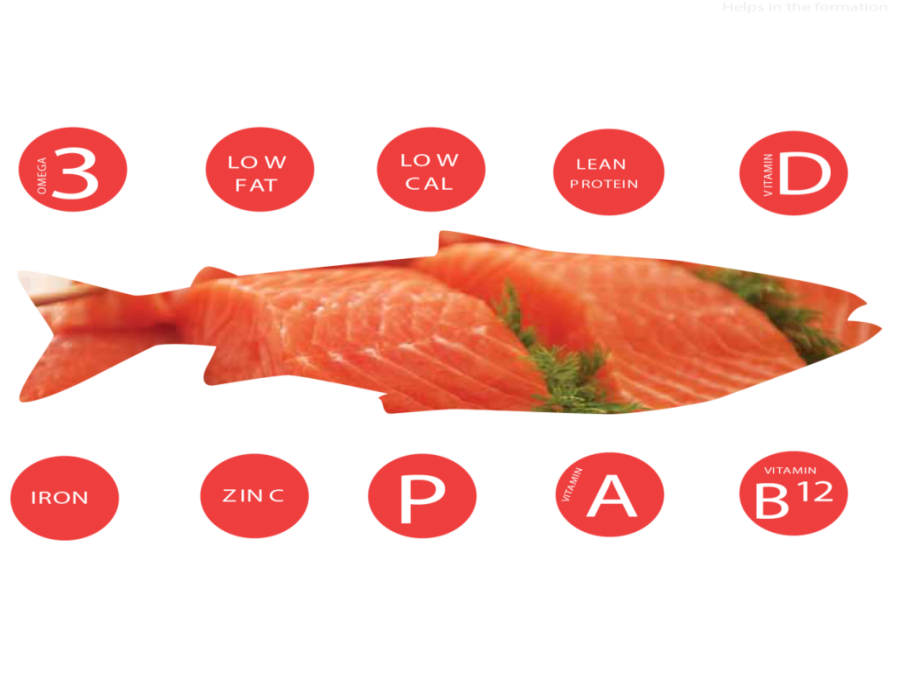 Helps in the formation
OMEGA 3
LOW
FAT
LOW
CAL
LEAN
PROTEIN
VITAMIN D
IRON
ZINC
P
VITAMIN A
VITAMIN
B12